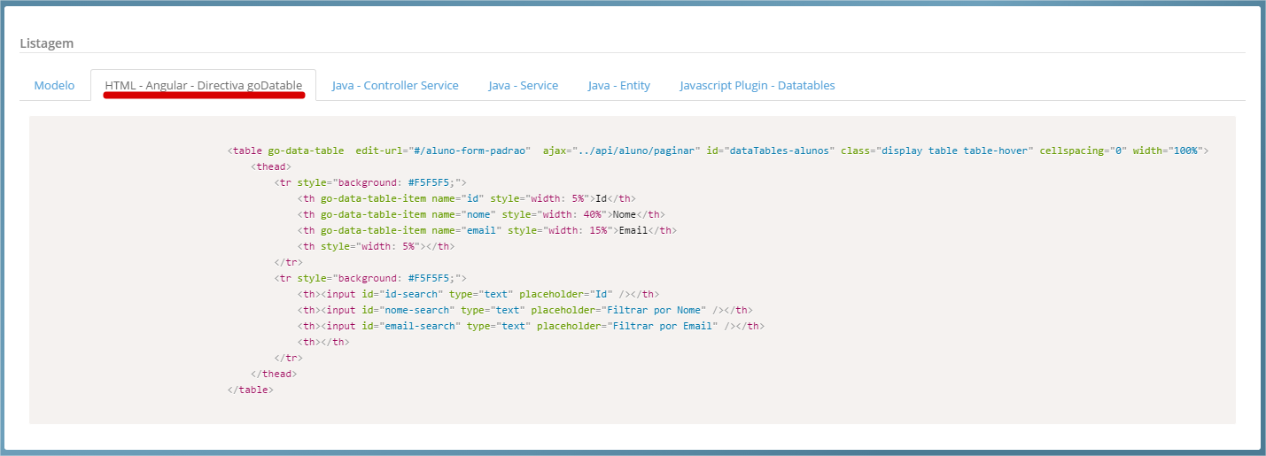 Listagem
Modelo HTML - Angular - Directiva goDatable Java - Controller Service Java - Service Java - Entity Javascript Plugin - Datatables
<table go-data-table  edit-url="#/aluno-form-padrao"  ajax="../api/aluno/paginar" id="dataTables-alunos" class="display table table-hover" cellspacing="0" width="100%">
    <thead>
        <tr style="background: #F5F5F5;">
            <th go-data-table-item name="id" style="width: 5%">Id</th>
            <th go-data-table-item name="nome" style="width: 40%">Nome</th>
            <th go-data-table-item name="email" style="width: 15%">Email</th>
            <th style="width: 5%"></th>
        </tr>
        <tr style="background: #F5F5F5;">
            <th><input id="id-search" type="text" placeholder="Id" /></th>
            <th><input id="nome-search" type="text" placeholder="Filtrar por Nome" /></th>
            <th><input id="email-search" type="text" placeholder="Filtrar por Email" /></th>
            <th></th>
        </tr>
    </thead>
</table>